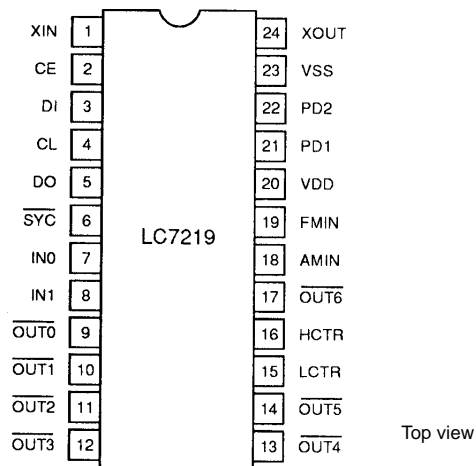 XIN 1 24 XOUT
CE 2 23 VSS
DI 3 22 PD2
CL 4 21 PD1
DO 5 20 VDD
SYC 6 19 FMIN
LC7219
IN0 7 18 AMIN
IN1 8 17 OUT6
OUT0 9 16 HCTR
OUT1 10 15 LCTR
OUT2 11 14 OUT5
OUT3 12 13 OUT4
Top view